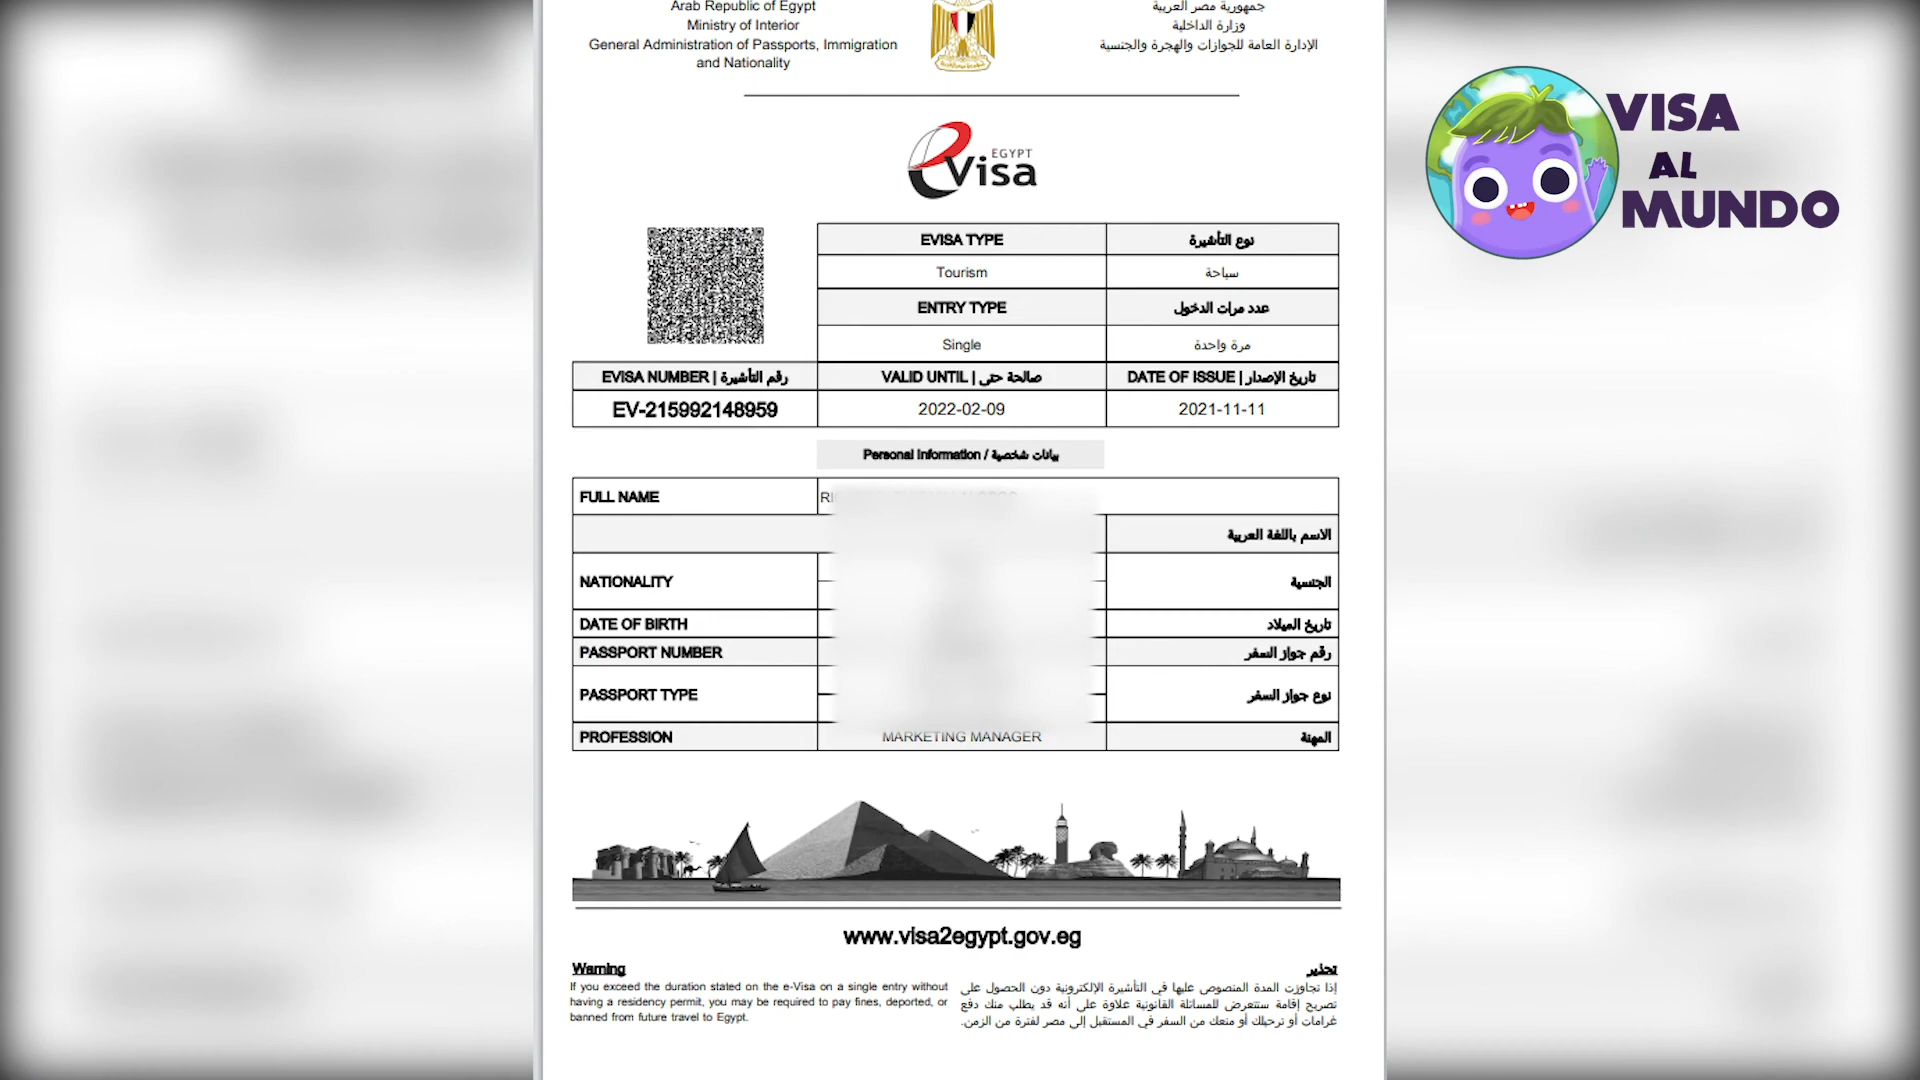 Arab Republic of Egypt
Ministry of Interior
General Administration of Passports, Immigration
and Nationality
جمهورية مصر العربية
وزارة الداخلية
الإدارة العامة للجوازات والهجرة والجنسية
VISA
AL
MUNDO
EGYPT
eVisa
EVISA TYPE نوع التأشيرة
Tourism سياحة
ENTRY TYPE عدد مرات الدخول
Single مرة واحدة
EVISA NUMBER | رقم التأشيرة VALID UNTIL | صالحة حتى DATE OF ISSUE | تاريخ الإصدار
EV-215992148959 2022-02-09 2021-11-11
Personal Information / بيانات شخصية
FULL NAME
الاسم باللغة العربية
NATIONALITY الجنسية
DATE OF BIRTH تاريخ الميلاد
PASSPORT NUMBER رقم جواز السفر
PASSPORT TYPE نوع جواز السفر
PROFESSION MARKETING MANAGER المهنة
www.visa2egypt.gov.eg
Warning
If you exceed the duration stated on the e-Visa on a single entry without
having a residency permit, you may be required to pay fines, deported, or
banned from future travel to Egypt.
تحذير
إذا تجاوزت المدة المنصوص عليها في التأشيرة الإلكترونية دون الحصول على
تصريح إقامة ستتعرض للمسائلة القانونية علاوة على أنه قد يطلب منك دفع
غرامات أو ترحيلك أو منعك من السفر في المستقبل إلى مصر لفترة من الزمن.